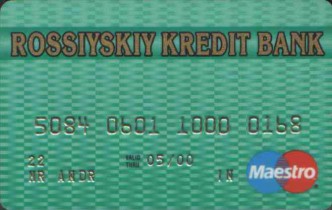 ROSSIYSKIY KREDIT BANK
5084 0601 1000 0168
22 VALID THRU 05/00
MR ANDR IN
Maestro